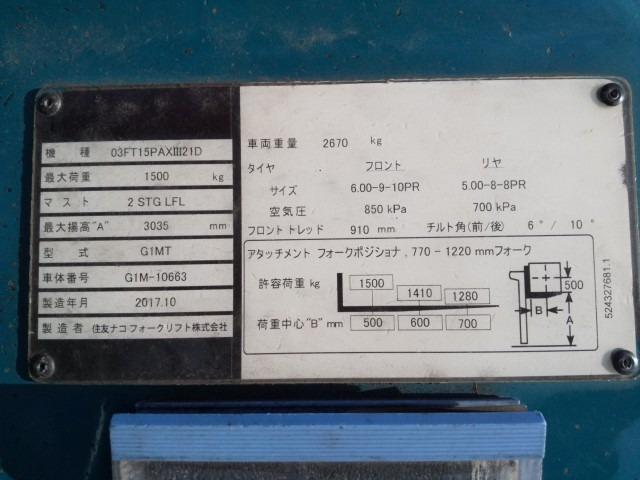 機種 03FT15PAXIII21D
最大荷重 1500 kg
マスト 2 STG LFL
最大揚高"A" 3035 mm
型式 G1MT
車体番号 G1M-10663
製造年月 2017.10
製造者 住友ナコフォークリフト株式会社
車両重量 2670 kg
タイヤ フロント リヤ
サイズ 6.00-9-10PR 5.00-8-8PR
空気圧 850 kPa 700 kPa
フロントトレッド 910 mm チルト角(前/後) 6°/ 10°
アタッチメント フォークポジショナ, 770-1220 mmフォーク
許容荷重 kg 1500 1410 1280
荷重中心"B" mm 500 600 700
500
B A
524327681.1